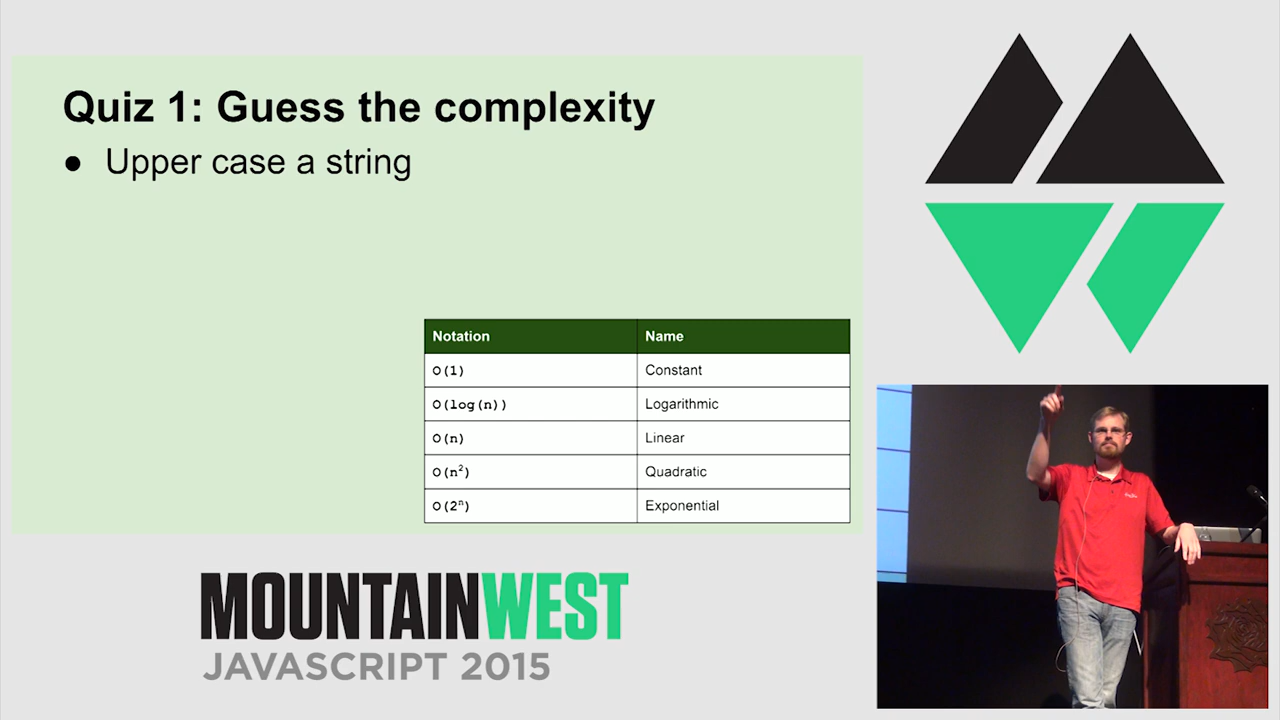 Quiz 1: Guess the complexity
● Upper case a string
Notation Name
O(1) Constant
O(log(n)) Logarithmic
O(n) Linear
O(n²) Quadratic
O(2ⁿ) Exponential
MOUNTAINWEST
JAVASCRIPT 2015